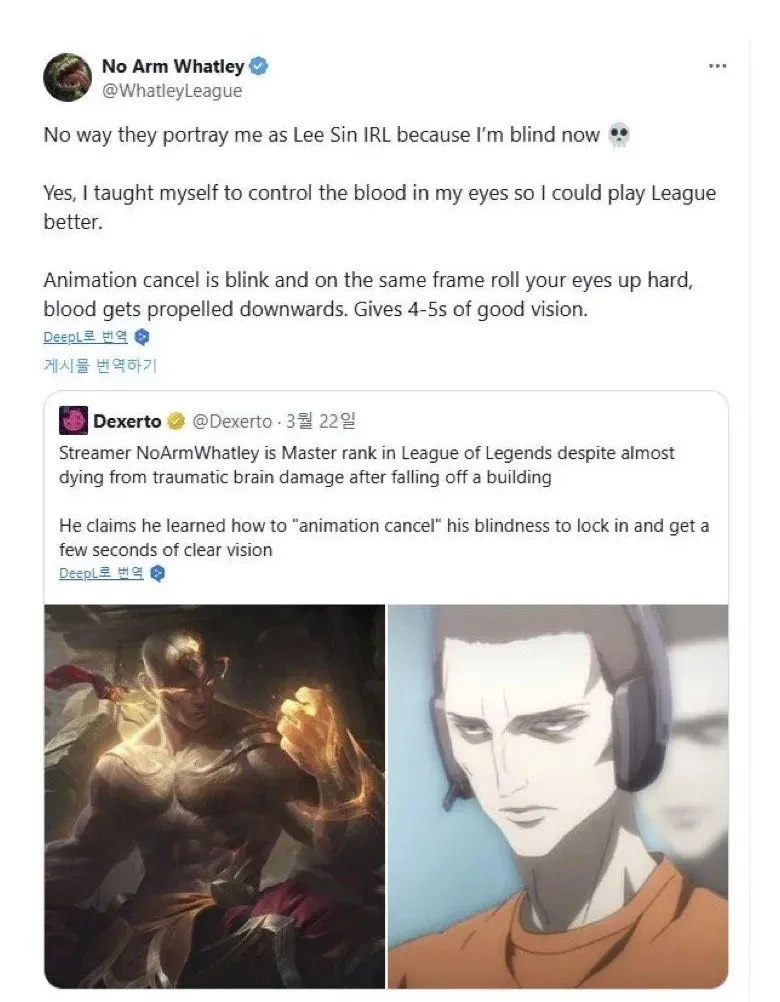 No Arm Whatley
@WhatleyLeague
No way they portray me as Lee Sin IRL because I’m blind now 💀
Yes, I taught myself to control the blood in my eyes so I could play League
better.
Animation cancel is blink and on the same frame roll your eyes up hard,
blood gets propelled downwards. Gives 4-5s of good vision.
DeepL로 번역
게시물 번역하기
Dexerto @Dexerto · 3월 22일
Streamer NoArmWhatley is Master rank in League of Legends despite almost
dying from traumatic brain damage after falling off a building
He claims he learned how to "animation cancel" his blindness to lock in and get a
few seconds of clear vision
DeepL로 번역